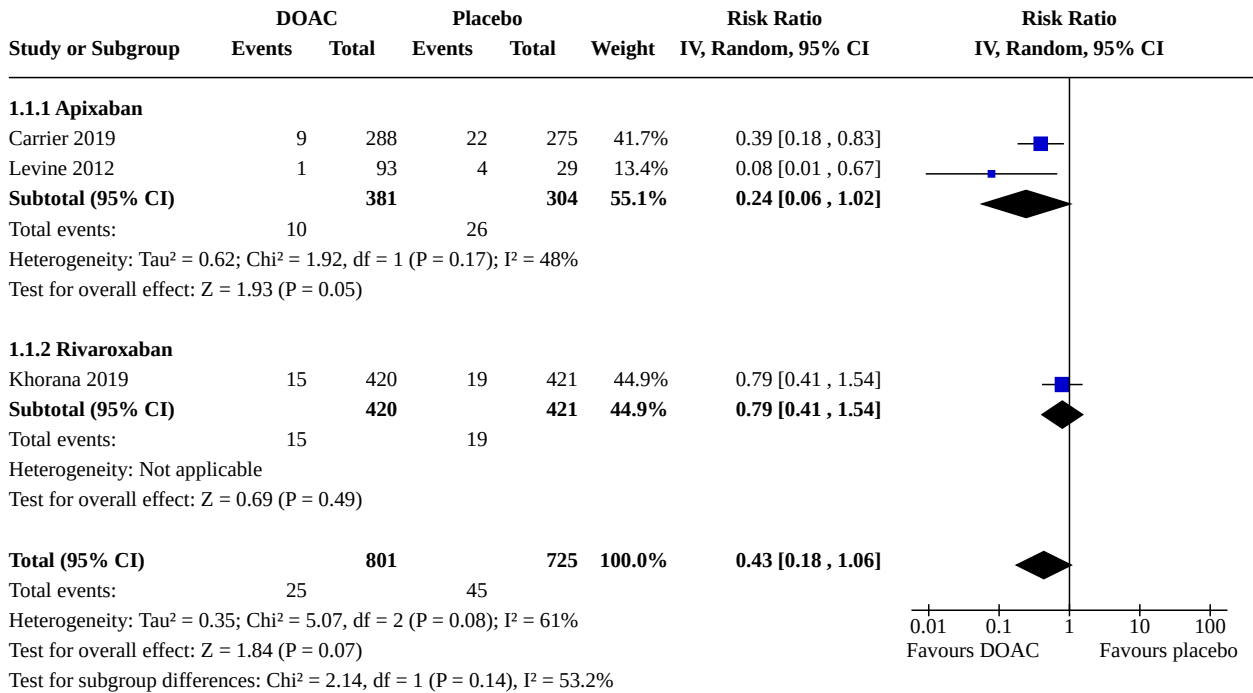 DOAC Placebo Risk Ratio Risk Ratio
Study or Subgroup Events Total Events Total Weight IV, Random, 95% CI IV, Random, 95% CI
1.1.1 Apixaban
Carrier 2019 9 288 22 275 41.7% 0.39 [0.18 , 0.83]
Levine 2012 1 93 4 29 13.4% 0.08 [0.01 , 0.67]
Subtotal (95% CI) 381 304 55.1% 0.24 [0.06 , 1.02]
Total events: 10 26
Heterogeneity: Tau² = 0.62; Chi² = 1.92, df = 1 (P = 0.17); I² = 48%
Test for overall effect: Z = 1.93 (P = 0.05)
1.1.2 Rivaroxaban
Khorana 2019 15 420 19 421 44.9% 0.79 [0.41 , 1.54]
Subtotal (95% CI) 420 421 44.9% 0.79 [0.41 , 1.54]
Total events: 15 19
Heterogeneity: Not applicable
Test for overall effect: Z = 0.69 (P = 0.49)
Total (95% CI) 801 725 100.0% 0.43 [0.18 , 1.06]
Total events: 25 45
Heterogeneity: Tau² = 0.35; Chi² = 5.07, df = 2 (P = 0.08); I² = 61%
Test for overall effect: Z = 1.84 (P = 0.07)
Test for subgroup differences: Chi² = 2.14, df = 1 (P = 0.14), I² = 53.2%
0.01 0.1 1 10 100
Favours DOAC Favours placebo